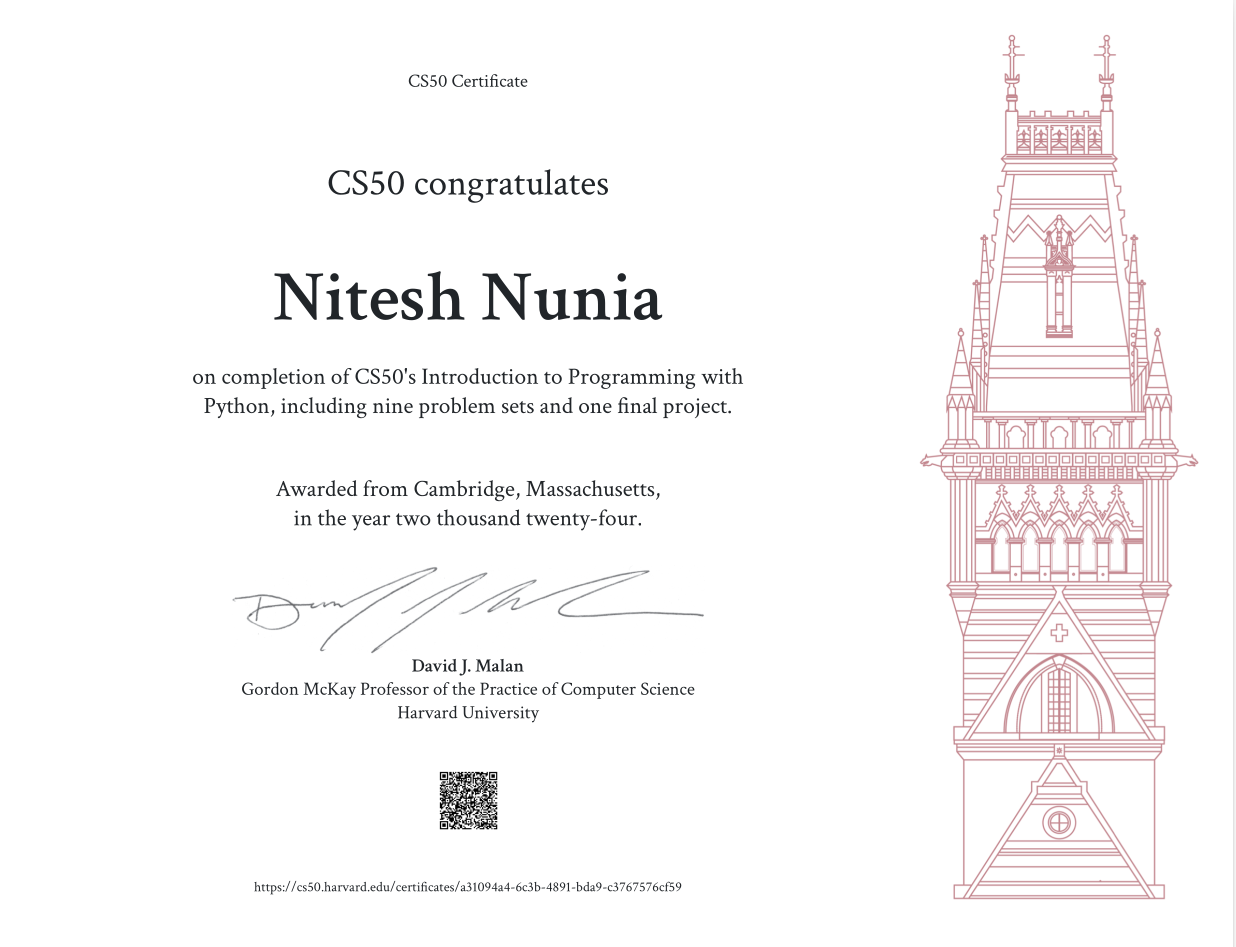 CS50 Certificate
CS50 congratulates
Nitesh Nunia
on completion of CS50's Introduction to Programming with
Python, including nine problem sets and one final project.
Awarded from Cambridge, Massachusetts,
in the year two thousand twenty-four.
David J. Malan
Gordon McKay Professor of the Practice of Computer Science
Harvard University
https://cs50.harvard.edu/certificates/a31094a4-6c3b-4891-bda9-c3767576cf59